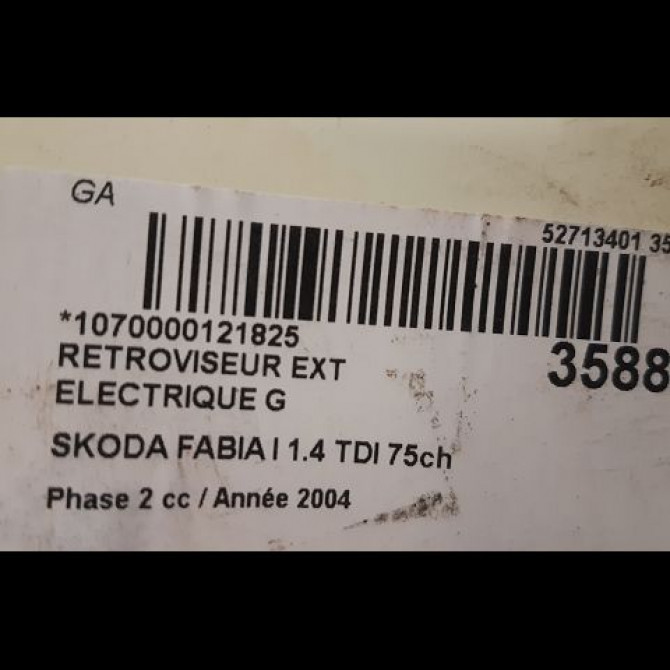 GA
52713401 35
*1070000121825
RETROVISEUR EXT
ELECTRIQUE G
3588
SKODA FABIA I 1.4 TDI 75ch
Phase 2 cc / Année 2004